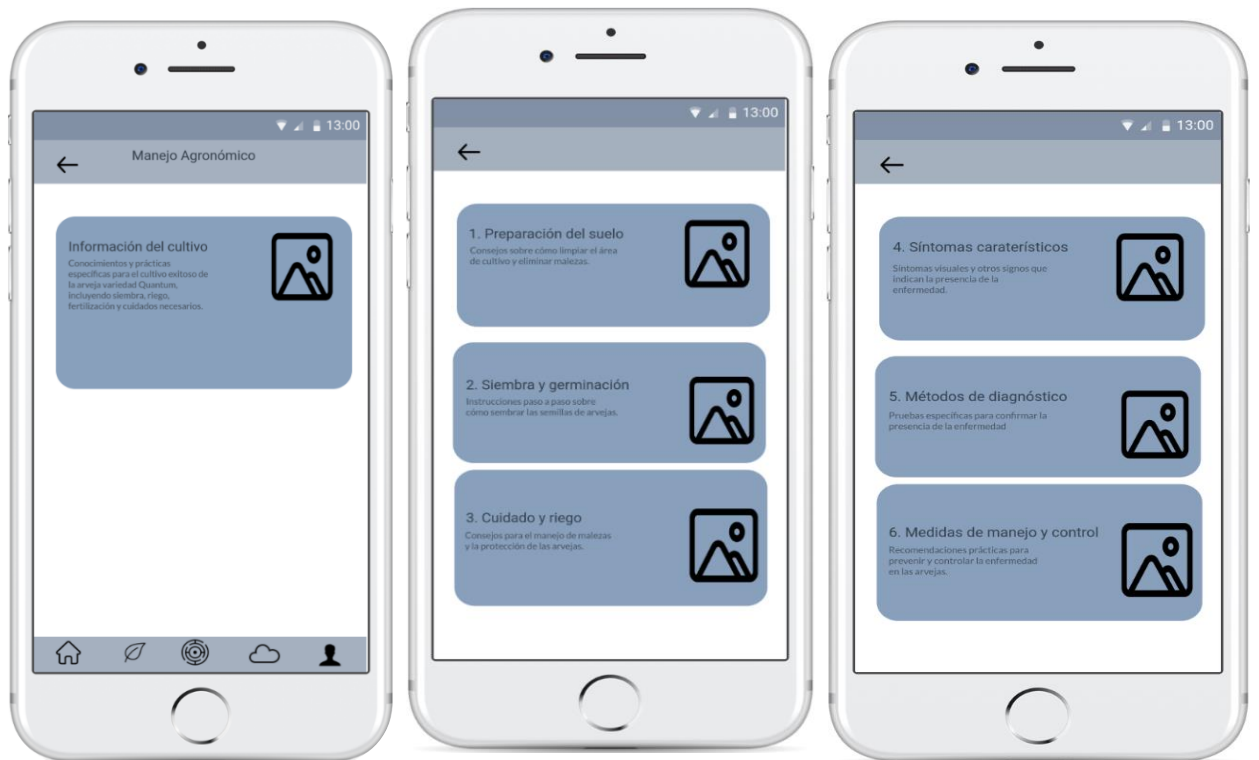 13:00
Manejo Agronómico
Información del cultivo
Conocimientos y prácticas
específicas para el cultivo exitoso de
la arveja variedad Quantum,
incluyendo siembra, riego,
fertilización y cuidados necesarios.
13:00
1. Preparación del suelo
Consejos sobre cómo limpiar el área
de cultivo y eliminar malezas.
2. Siembra y germinación
Instrucciones paso a paso sobre
cómo sembrar las semillas de arvejas.
3. Cuidado y riego
Consejos para el manejo de malezas
y la protección de las arvejas.
13:00
4. Síntomas caraterísticos
Síntomas visuales y otros signos que
indican la presencia de la
enfermedad.
5. Métodos de diagnóstico
Pruebas específicas para confirmar la
presencia de la enfermedad
6. Medidas de manejo y control
Recomendaciones prácticas para
prevenir y controlar la enfermedad
en las arvejas.